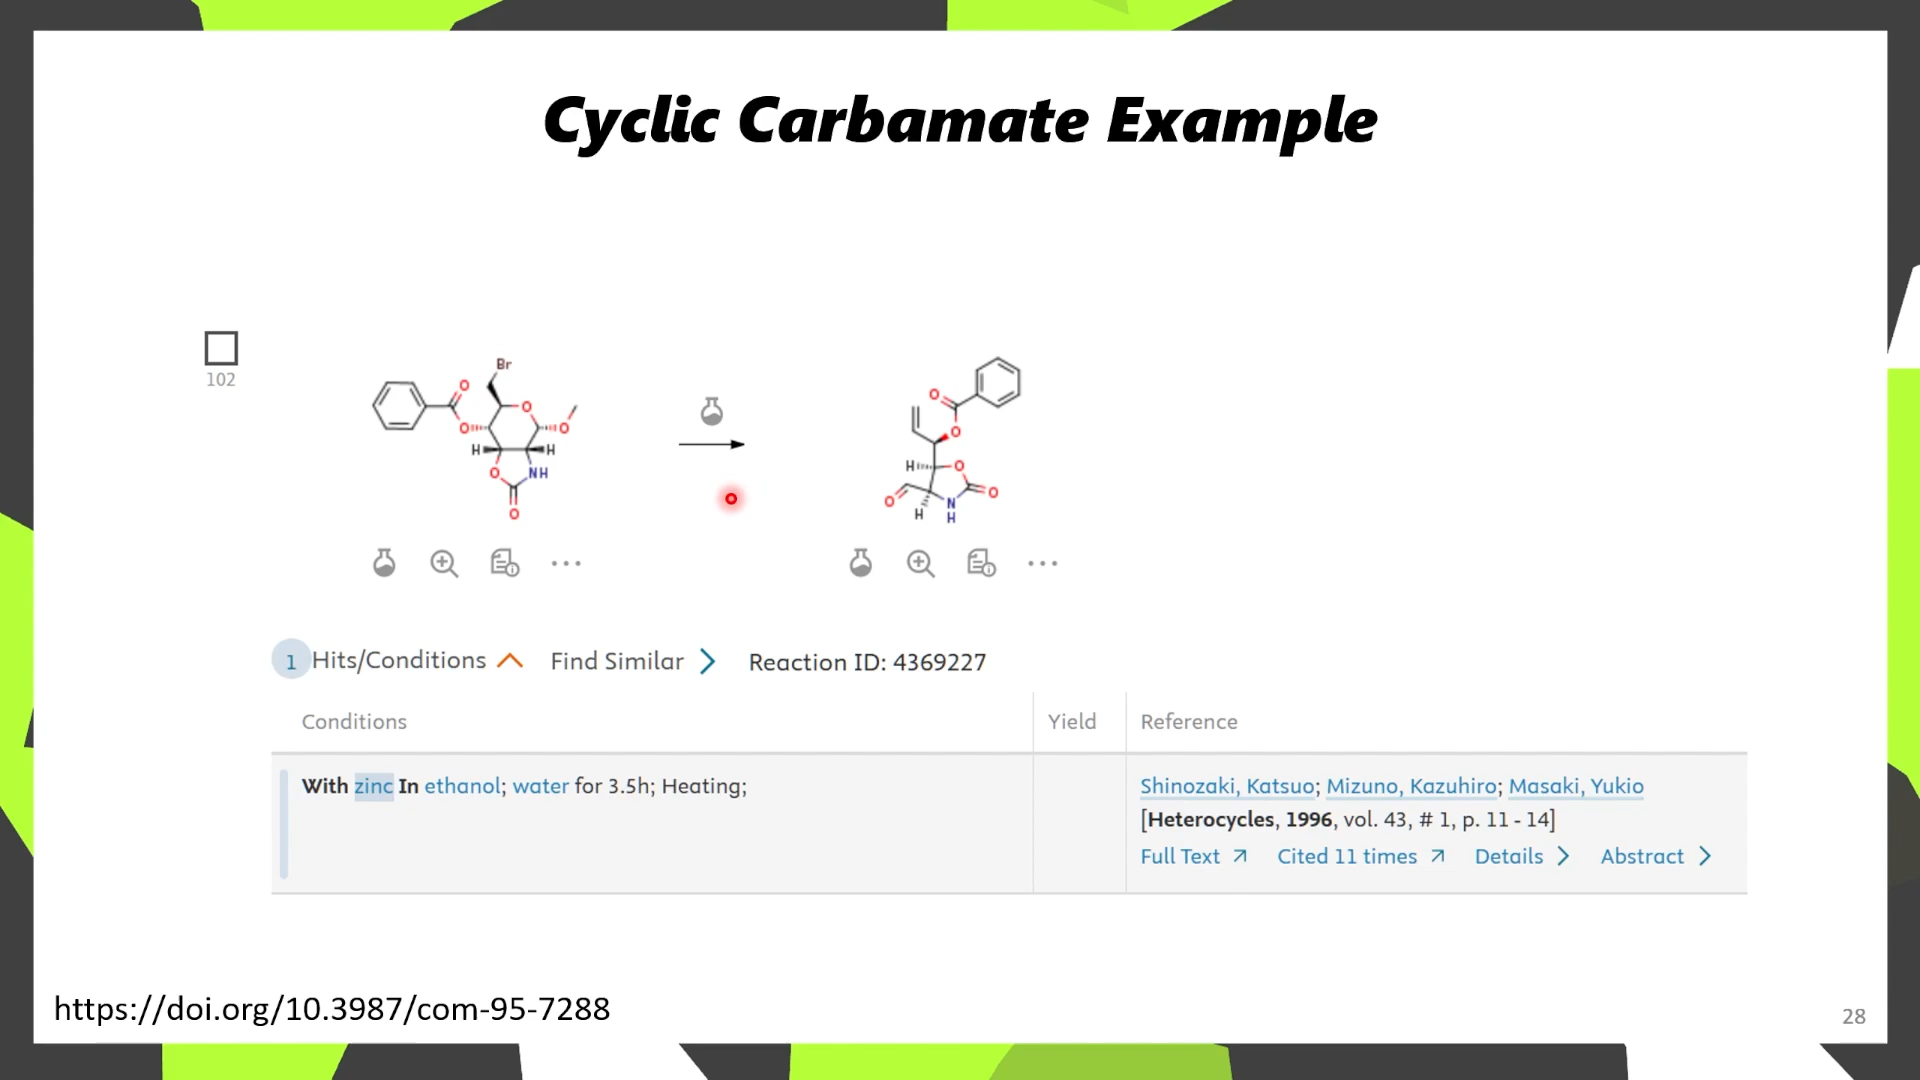 Cyclic Carbamate Example
102
Br
O
O
O
O
H
H
O
NH
O
O
O
H
O
O
O
H
N
H
1 Hits/Conditions Find Similar Reaction ID: 4369227
Conditions Yield Reference
With zinc In ethanol; water for 3.5h; Heating;
Shinozaki, Katsuo; Mizuno, Kazuhiro; Masaki, Yukio
[Heterocycles, 1996, vol. 43, # 1, p. 11 - 14]
Full Text Cited 11 times Details Abstract
https://doi.org/10.3987/com-95-7288
28